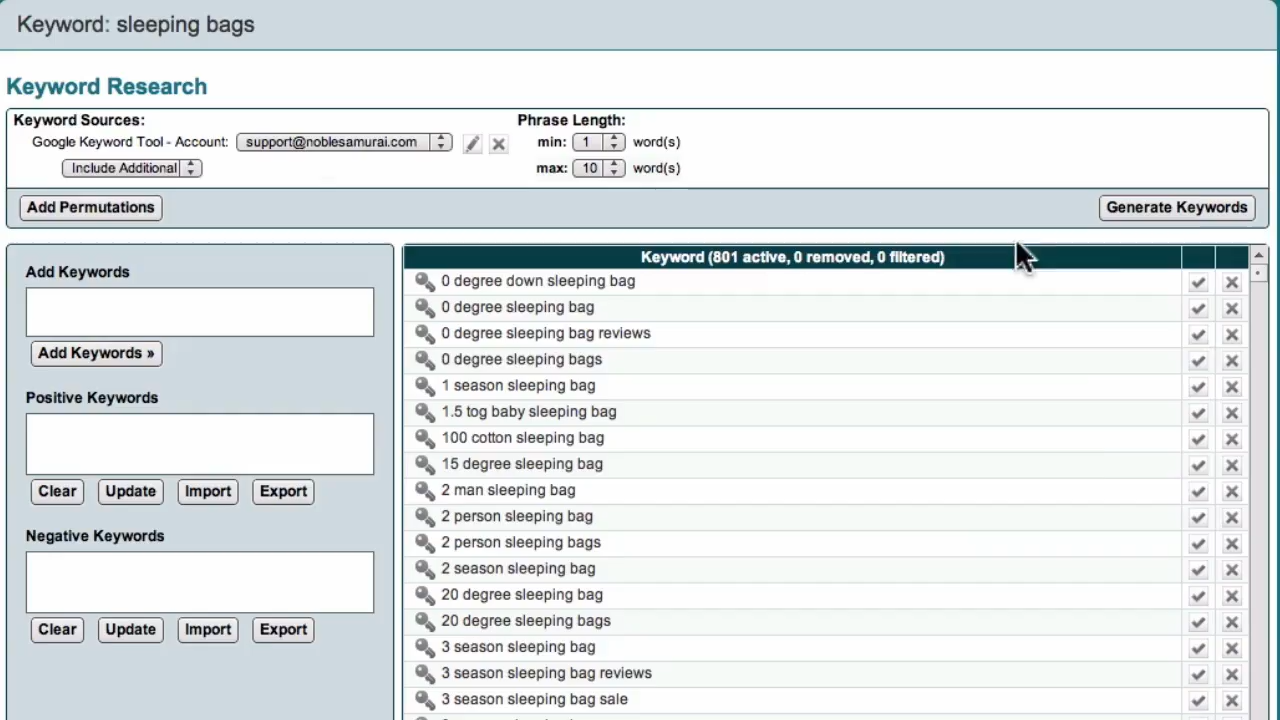 Keyword: sleeping bags
Keyword Research
Keyword Sources:
Google Keyword Tool - Account: support@noblesamurai.com
Include Additional
Phrase Length:
min: 1 word(s)
max: 10 word(s)
Add Permutations
Generate Keywords
Add Keywords
Add Keywords »
Positive Keywords
Clear Update Import Export
Negative Keywords
Clear Update Import Export
Keyword (801 active, 0 removed, 0 filtered)
0 degree down sleeping bag
0 degree sleeping bag
0 degree sleeping bag reviews
0 degree sleeping bags
1 season sleeping bag
1.5 tog baby sleeping bag
100 cotton sleeping bag
15 degree sleeping bag
2 man sleeping bag
2 person sleeping bag
2 person sleeping bags
2 season sleeping bag
20 degree sleeping bag
20 degree sleeping bags
3 season sleeping bag
3 season sleeping bag reviews
3 season sleeping bag sale